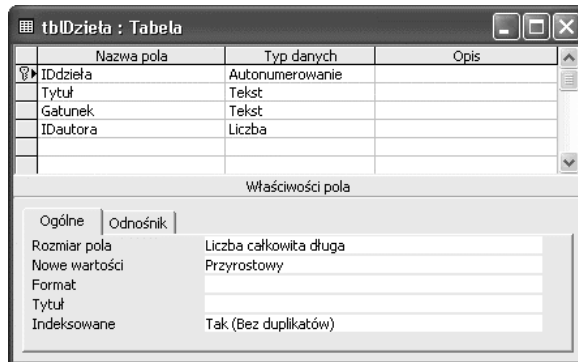 tblDzieła : Tabela
Nazwa pola Typ danych Opis
IDdzieła Autonumerowanie
Tytuł Tekst
Gatunek Tekst
IDautora Liczba
Właściwości pola
Ogólne Odnośnik
Rozmiar pola Liczba całkowita długa
Nowe wartości Przyrostowy
Format
Tytuł
Indeksowane Tak (Bez duplikatów)